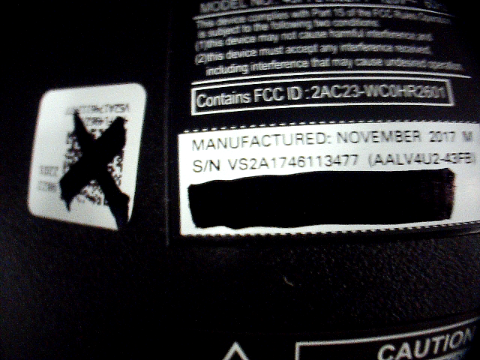 MODEL NO.
this device complies with Part 15 of the FCC Rules Operation
is subject to the following two conditions:
(1)this device may not cause harmful interference,and
(2)this device must accept any interference received,
including interference that may cause undesired operation.
Contains FCC ID : 2AC23-WC0HR2601
MANUFACTURED: NOVEMBER 2017 M
S/N VS2A1746113477 (AALV4U2-43FB)
CAUTION